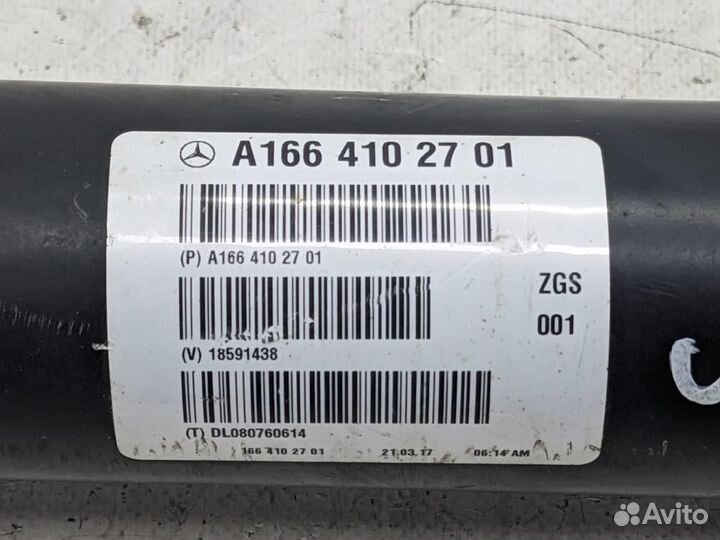 A166 410 27 01
(P) A166 410 27 01
ZGS
001
(V) 18591438
(T) DL080760614
166 410 27 01 21.03.17 06:14 AM
Avito